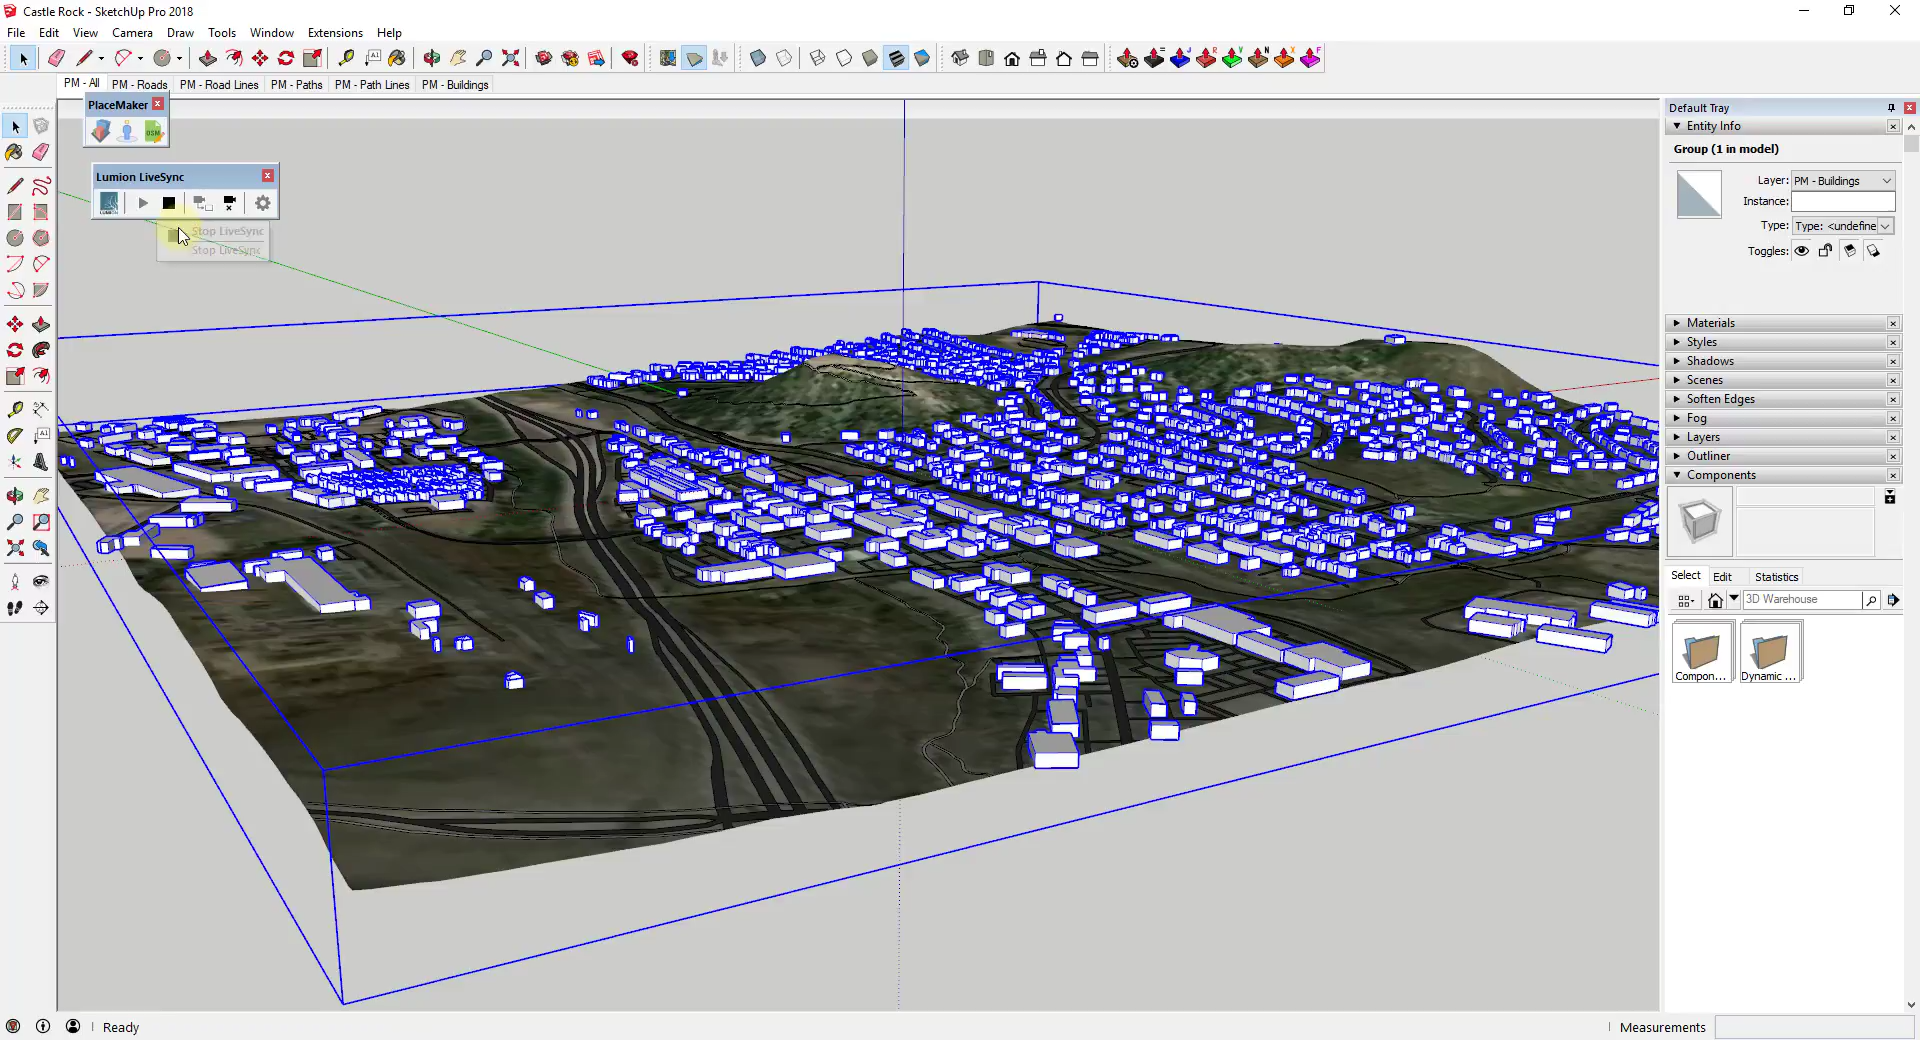 Castle Rock - SketchUp Pro 2018
File Edit View Camera Draw Tools Window Extensions Help
PM - All PM - Roads PM - Road Lines PM - Paths PM - Path Lines PM - Buildings
PlaceMaker
OSM
Lumion LiveSync
LUMION
Stop LiveSync
Stop LiveSync
Default Tray
Entity Info
Group (1 in model)
Layer: PM - Buildings
Instance:
Type: Type: <undefine
Toggles:
Materials
Styles
Shadows
Scenes
Soften Edges
Fog
Layers
Outliner
Components
Select Edit Statistics
3D Warehouse
Compon... Dynamic ...
Ready
Measurements